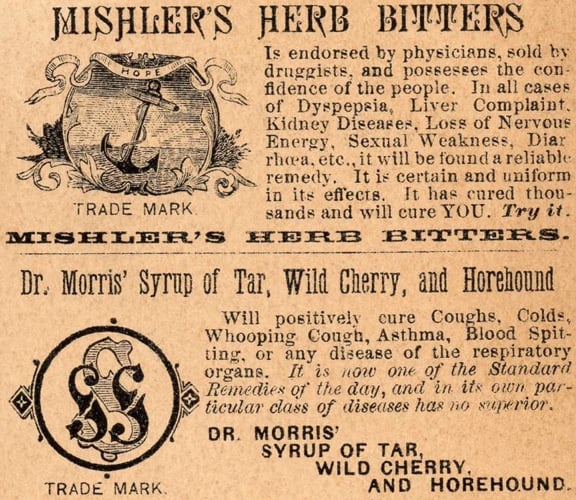 MISHLER'S HERB BITTERS
HOPE
Is endorsed by physicians, sold by
druggists, and possesses the con-
fidence of the people. In all cases
of Dyspepsia, Liver Complaint,
Kidney Diseases, Loss of Nervous
Energy, Sexual Weakness, Diar
rhœa, etc., it will be found a reliable
remedy. It is certain and uniform
in its effects. It has cured thou-
sands and will cure YOU. Try it.
TRADE MARK.
MISHLER'S HERB BITTERS.
Dr. Morris' Syrup of Tar, Wild Cherry, and Horehound
Will positively cure Coughs, Colds,
Whooping Cough, Asthma, Blood Spit-
ting, or any disease of the respiratory
organs. It is now one of the Standard
Remedies of the day, and in its own par-
ticular class of diseases has no superior.
SS
TRADE MARK.
DR. MORRIS'
SYRUP OF TAR,
WILD CHERRY,
AND HOREHOUND.